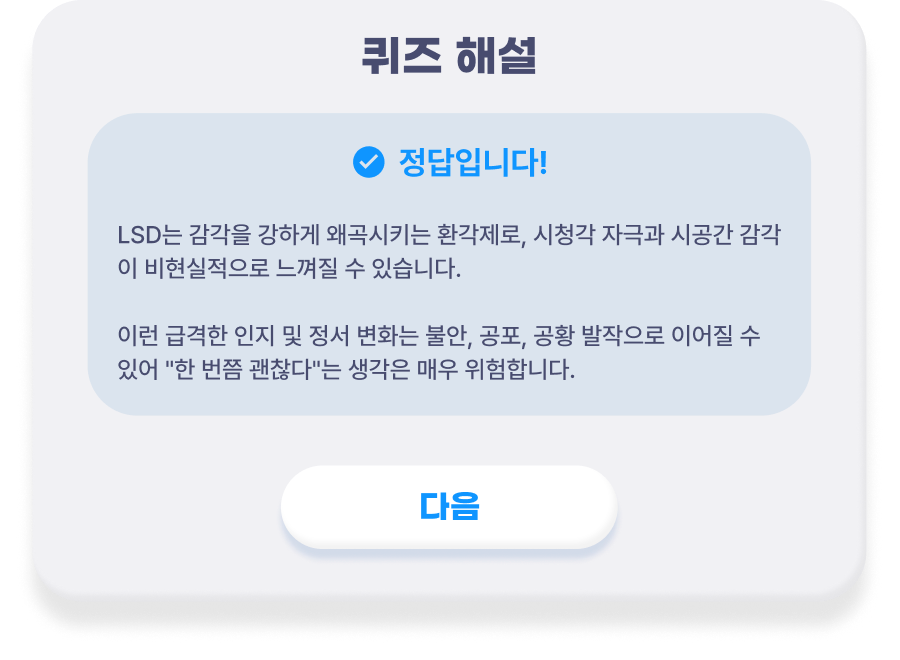 퀴즈 해설
정답입니다!
LSD는 감각을 강하게 왜곡시키는 환각제로, 시청각 자극과 시공간 감각
이 비현실적으로 느껴질 수 있습니다.
이런 급격한 인지 및 정서 변화는 불안, 공포, 공황 발작으로 이어질 수
있어 "한 번쯤 괜찮다"는 생각은 매우 위험합니다.
다음